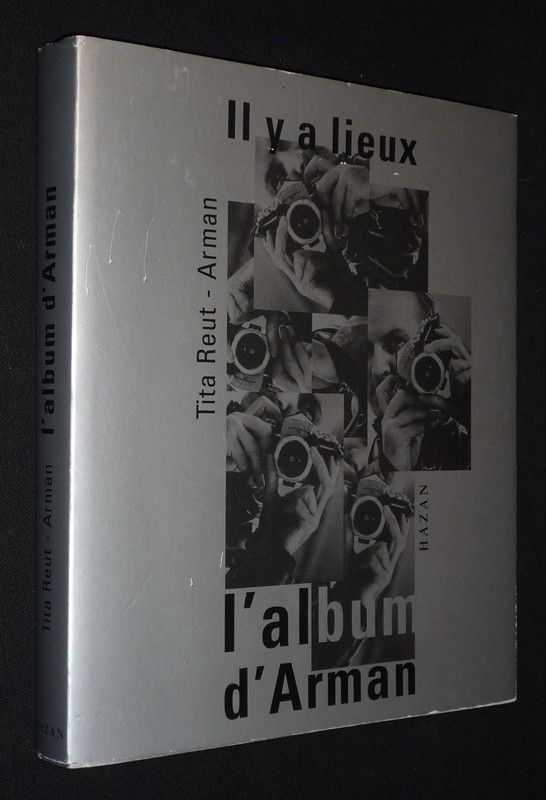 Il y a lieux
Tita Reut - Arman
HAZAN
l'album
d'Arman
Tita Reut - Arman l'album d'Arman
HAZAN